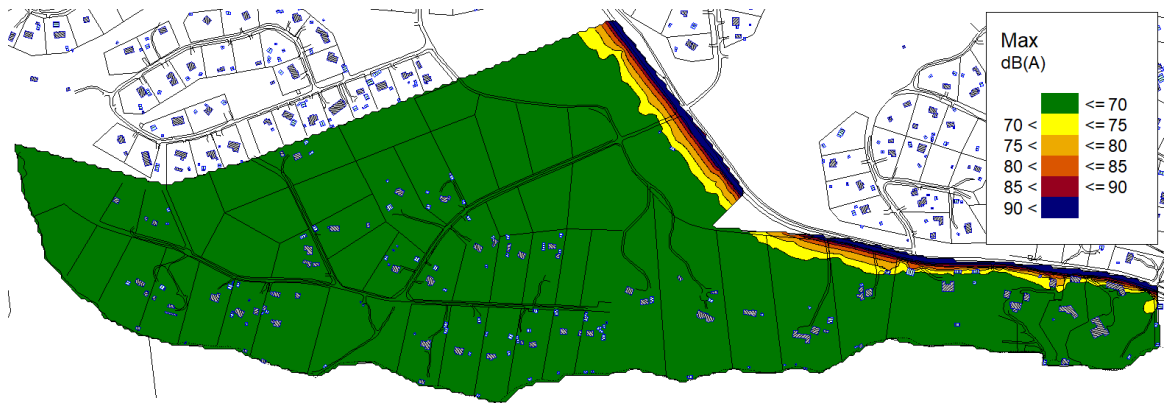 Max
dB(A)
<= 70
70 < <= 75
75 < <= 80
80 < <= 85
85 < <= 90
90 <